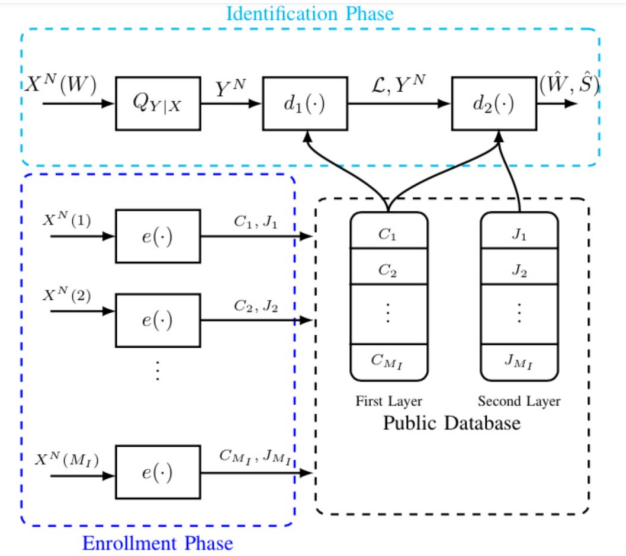 Identification Phase
X^N(W) Q_{Y|X} Y^N d_1(·) 𝓛, Y^N d_2(·) (Ŵ, Ŝ)
X^N(1) e(·) C_1, J_1
X^N(2) e(·) C_2, J_2
⋮
X^N(M_I) e(·) C_{M_I}, J_{M_I}
Enrollment Phase
C_1 J_1
C_2 J_2
⋮ ⋮
C_{M_I} J_{M_I}
First Layer Second Layer
Public Database